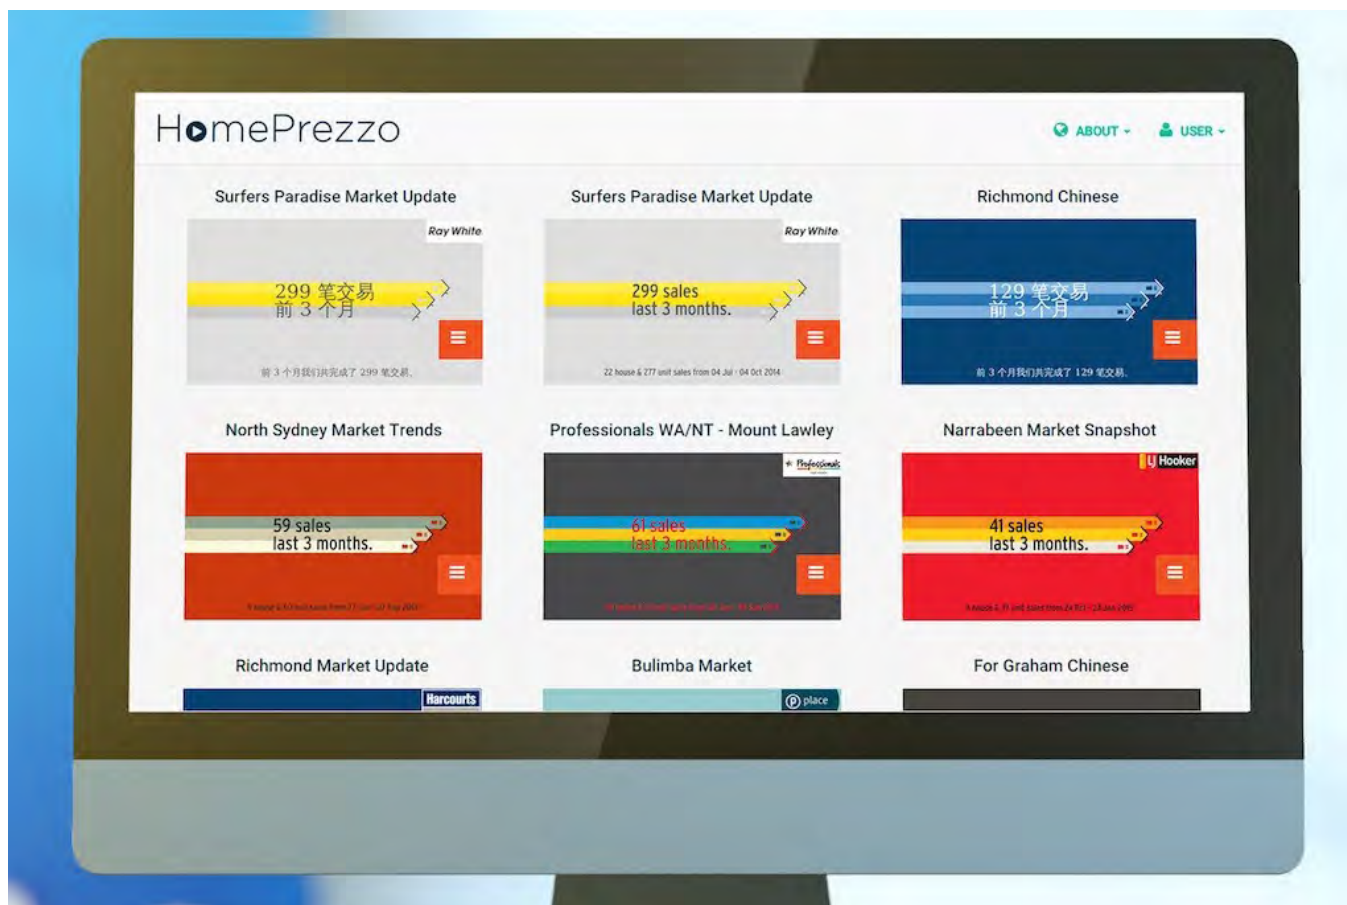 HomePrezzo
ABOUT
USER
Surfers Paradise Market Update
Surfers Paradise Market Update
Richmond Chinese
Ray White
299 笔交易
前 3 个月
前 3 个月我们共完成了 299 笔交易.
Ray White
299 sales
last 3 months.
22 house & 277 unit sales from 04 Jul - 04 Oct 2014
129 笔交易
前 3 个月
前 3 个月我们共完成了 129 笔交易.
North Sydney Market Trends
Professionals WA/NT - Mount Lawley
Narrabeen Market Snapshot
59 sales
last 3 months.
Professionals
61 sales
last 3 months.
LJ Hooker
41 sales
last 3 months.
Richmond Market Update
Bulimba Market
For Graham Chinese
Harcourts
place